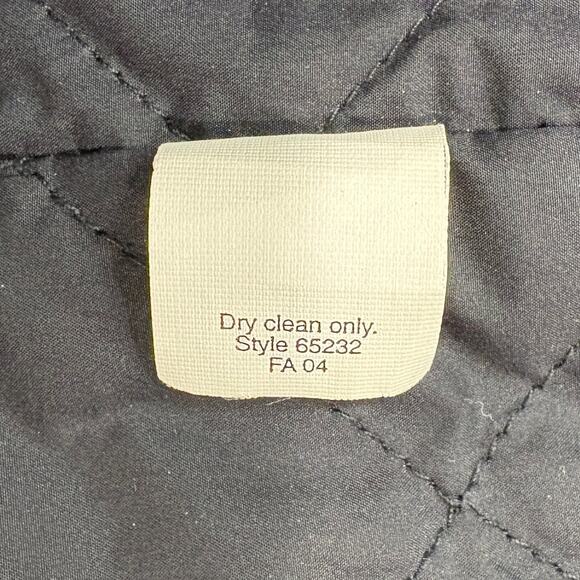 Dry clean only.
Style 65232
FA 04